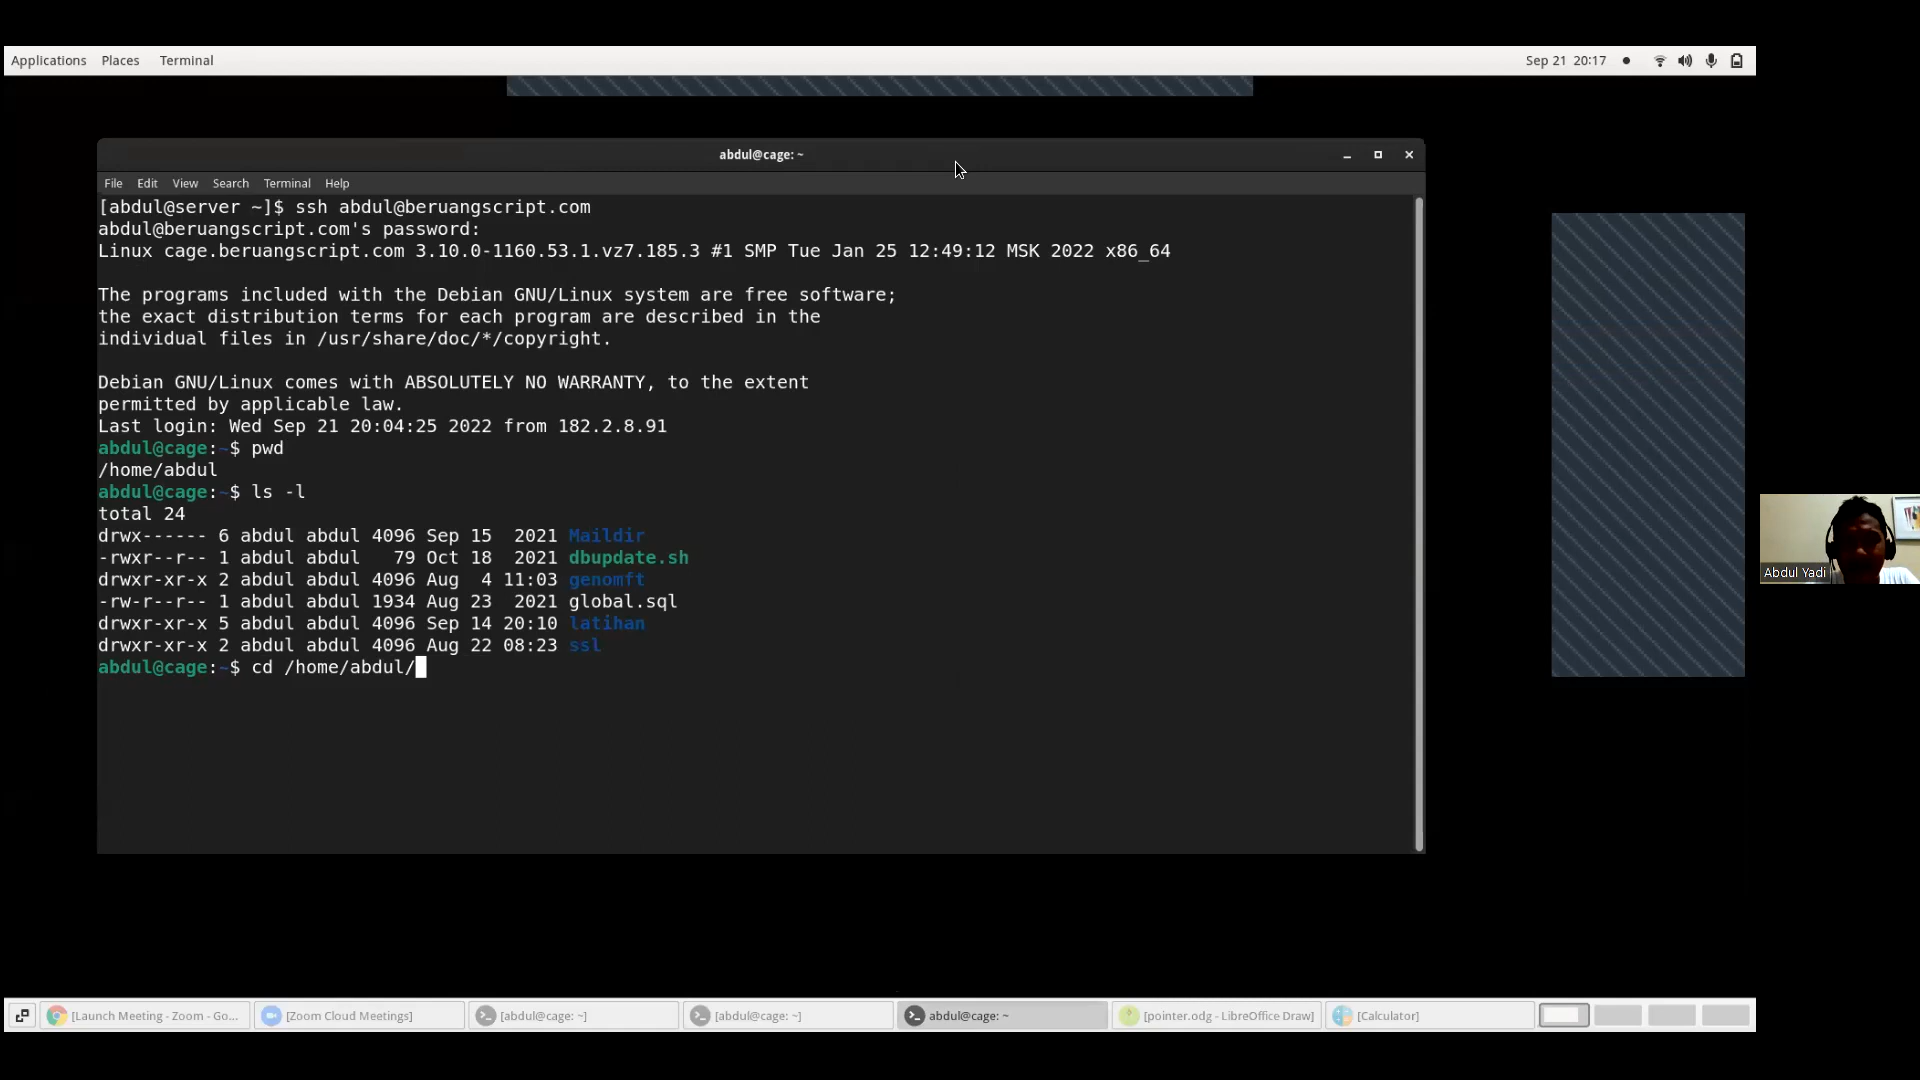 Applications Places Terminal Sep 21 20:17
abdul@cage: ~
File Edit View Search Terminal Help
[abdul@server ~]$ ssh abdul@beruangscript.com
abdul@beruangscript.com's password:
Linux cage.beruangscript.com 3.10.0-1160.53.1.vz7.185.3 #1 SMP Tue Jan 25 12:49:12 MSK 2022 x86_64
The programs included with the Debian GNU/Linux system are free software;
the exact distribution terms for each program are described in the
individual files in /usr/share/doc/*/copyright.
Debian GNU/Linux comes with ABSOLUTELY NO WARRANTY, to the extent
permitted by applicable law.
Last login: Wed Sep 21 20:04:25 2022 from 182.2.8.91
abdul@cage:~$ pwd
/home/abdul
abdul@cage:~$ ls -l
total 24
drwx------ 6 abdul abdul 4096 Sep 15  2021 Maildir
-rwxr--r-- 1 abdul abdul   79 Oct 18  2021 dbupdate.sh
drwxr-xr-x 2 abdul abdul 4096 Aug  4 11:03 genomft
-rw-r--r-- 1 abdul abdul 1934 Aug 23  2021 global.sql
drwxr-xr-x 5 abdul abdul 4096 Sep 14 20:10 latihan
drwxr-xr-x 2 abdul abdul 4096 Aug 22 08:23 ssl
abdul@cage:~$ cd /home/abdul/
Abdul Yadi
[Launch Meeting - Zoom - Go... [Zoom Cloud Meetings] [abdul@cage: ~] [abdul@cage: ~] abdul@cage: ~ [pointer.odg - LibreOffice Draw] [Calculator]